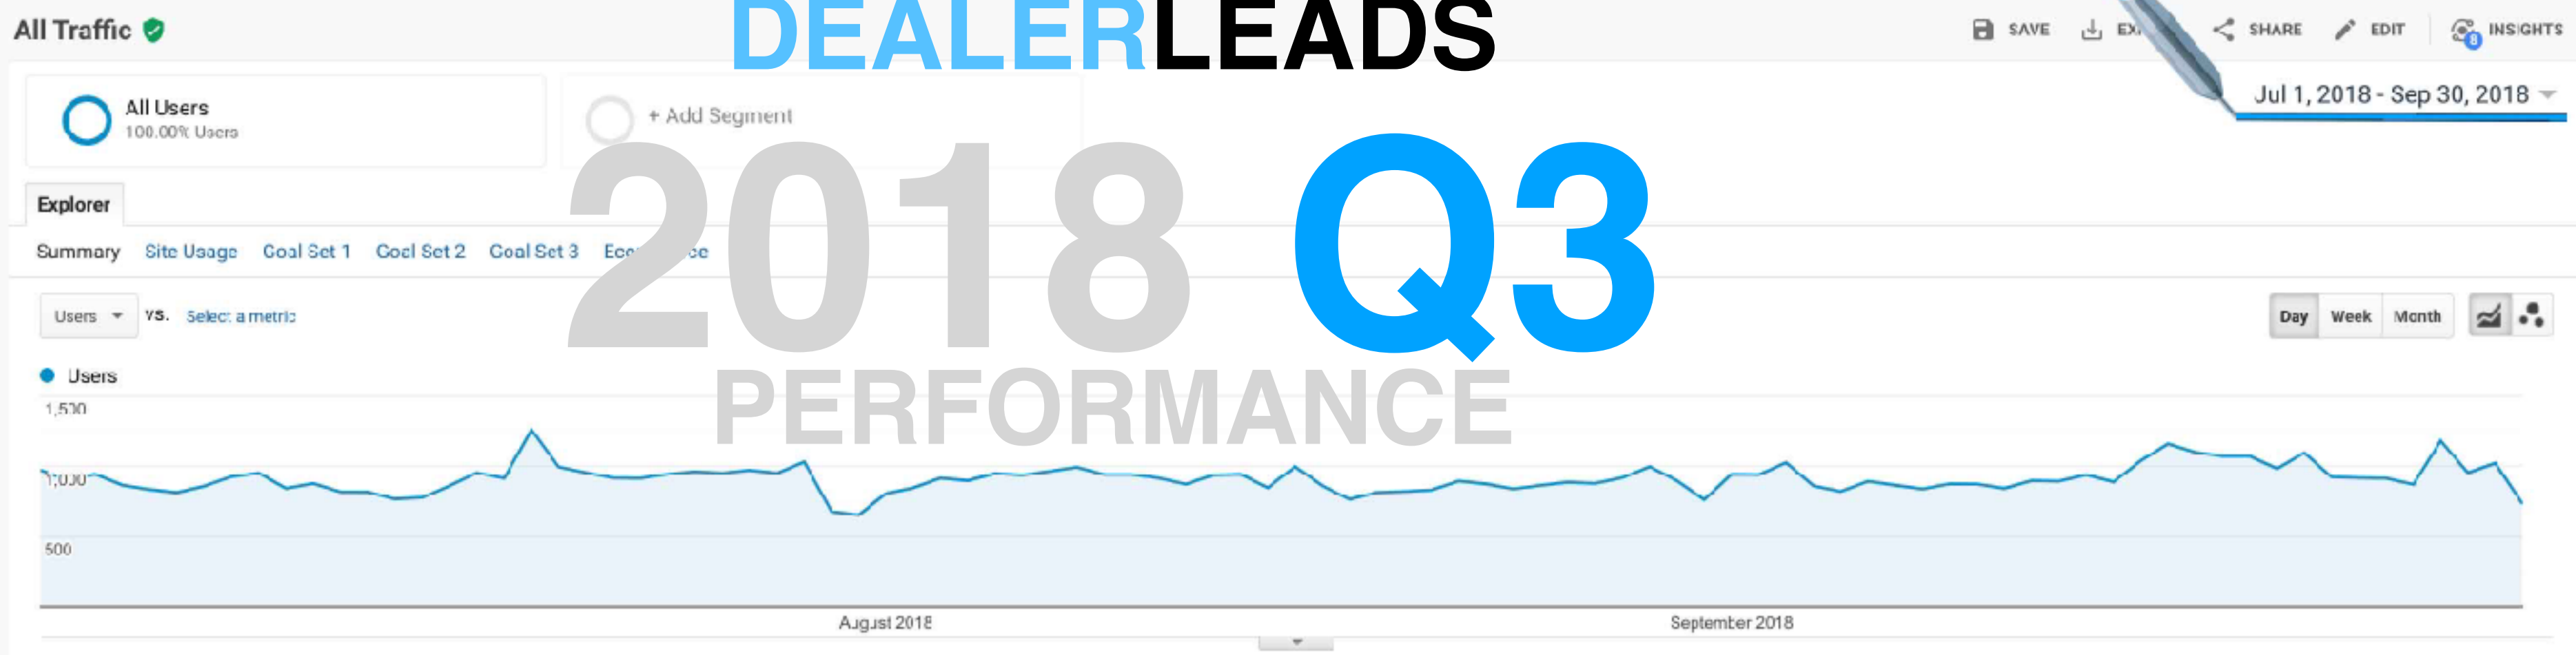 All Traffic
DEALERLEADS
SAVE
SHARE
EDIT
8
INSIGHTS
All Users
100.00% Users
+ Add Segment
Jul 1, 2018 - Sep 30, 2018
2018 Q3
Explorer
Summary Site Usage Goal Set 1 Goal Set 2 Goal Set 3
Users VS. Select a metric
Day Week Month
PERFORMANCE
Users
1,500
1,000
500
August 2018
September 2018